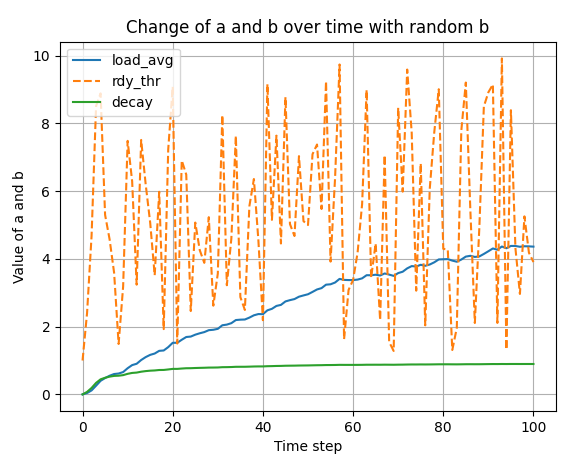 Change of a and b over time with random b
load_avg
rdy_thr
decay
Value of a and b
10
8
6
4
2
0
0 20 40 60 80 100
Time step